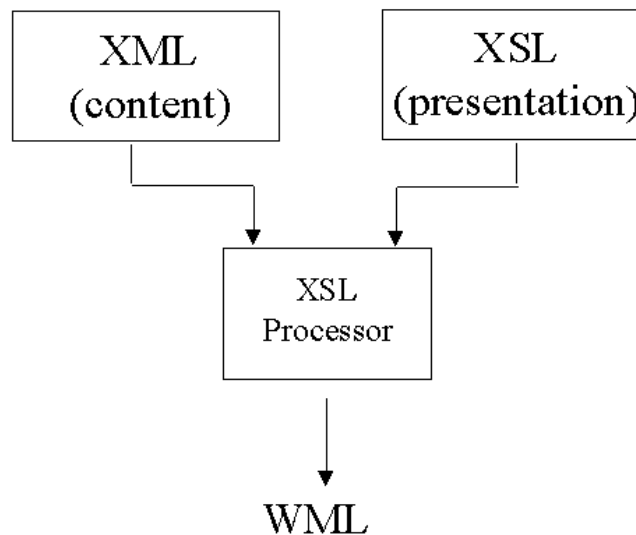 XML
(content)
XSL
(presentation)
XSL
Processor
WML